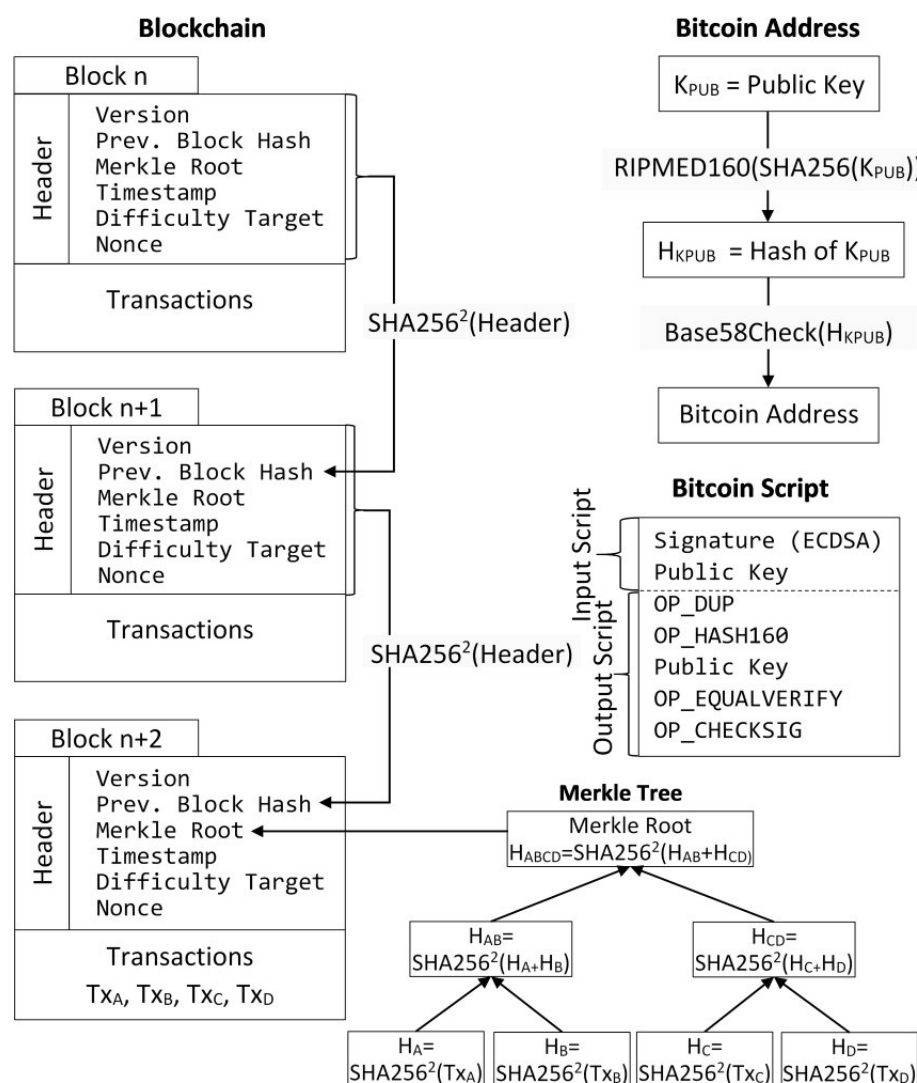 Blockchain
Block n
Header
Version
Prev. Block Hash
Merkle Root
Timestamp
Difficulty Target
Nonce
Transactions
SHA256²(Header)
Block n+1
Header
Version
Prev. Block Hash
Merkle Root
Timestamp
Difficulty Target
Nonce
Transactions
SHA256²(Header)
Block n+2
Header
Version
Prev. Block Hash
Merkle Root
Timestamp
Difficulty Target
Nonce
Transactions
TxA, TxB, TxC, TxD
Bitcoin Address
KPUB = Public Key
RIPMED160(SHA256(KPUB))
HKPUB = Hash of KPUB
Base58Check(HKPUB)
Bitcoin Address
Bitcoin Script
Input Script
Signature (ECDSA)
Public Key
Output Script
OP_DUP
OP_HASH160
Public Key
OP_EQUALVERIFY
OP_CHECKSIG
Merkle Tree
Merkle Root
HABCD=SHA256²(HAB+HCD)
HAB=
SHA256²(HA+HB)
HCD=
SHA256²(HC+HD)
HA=
SHA256²(TxA)
HB=
SHA256²(TxB)
HC=
SHA256²(TxC)
HD=
SHA256²(TxD)